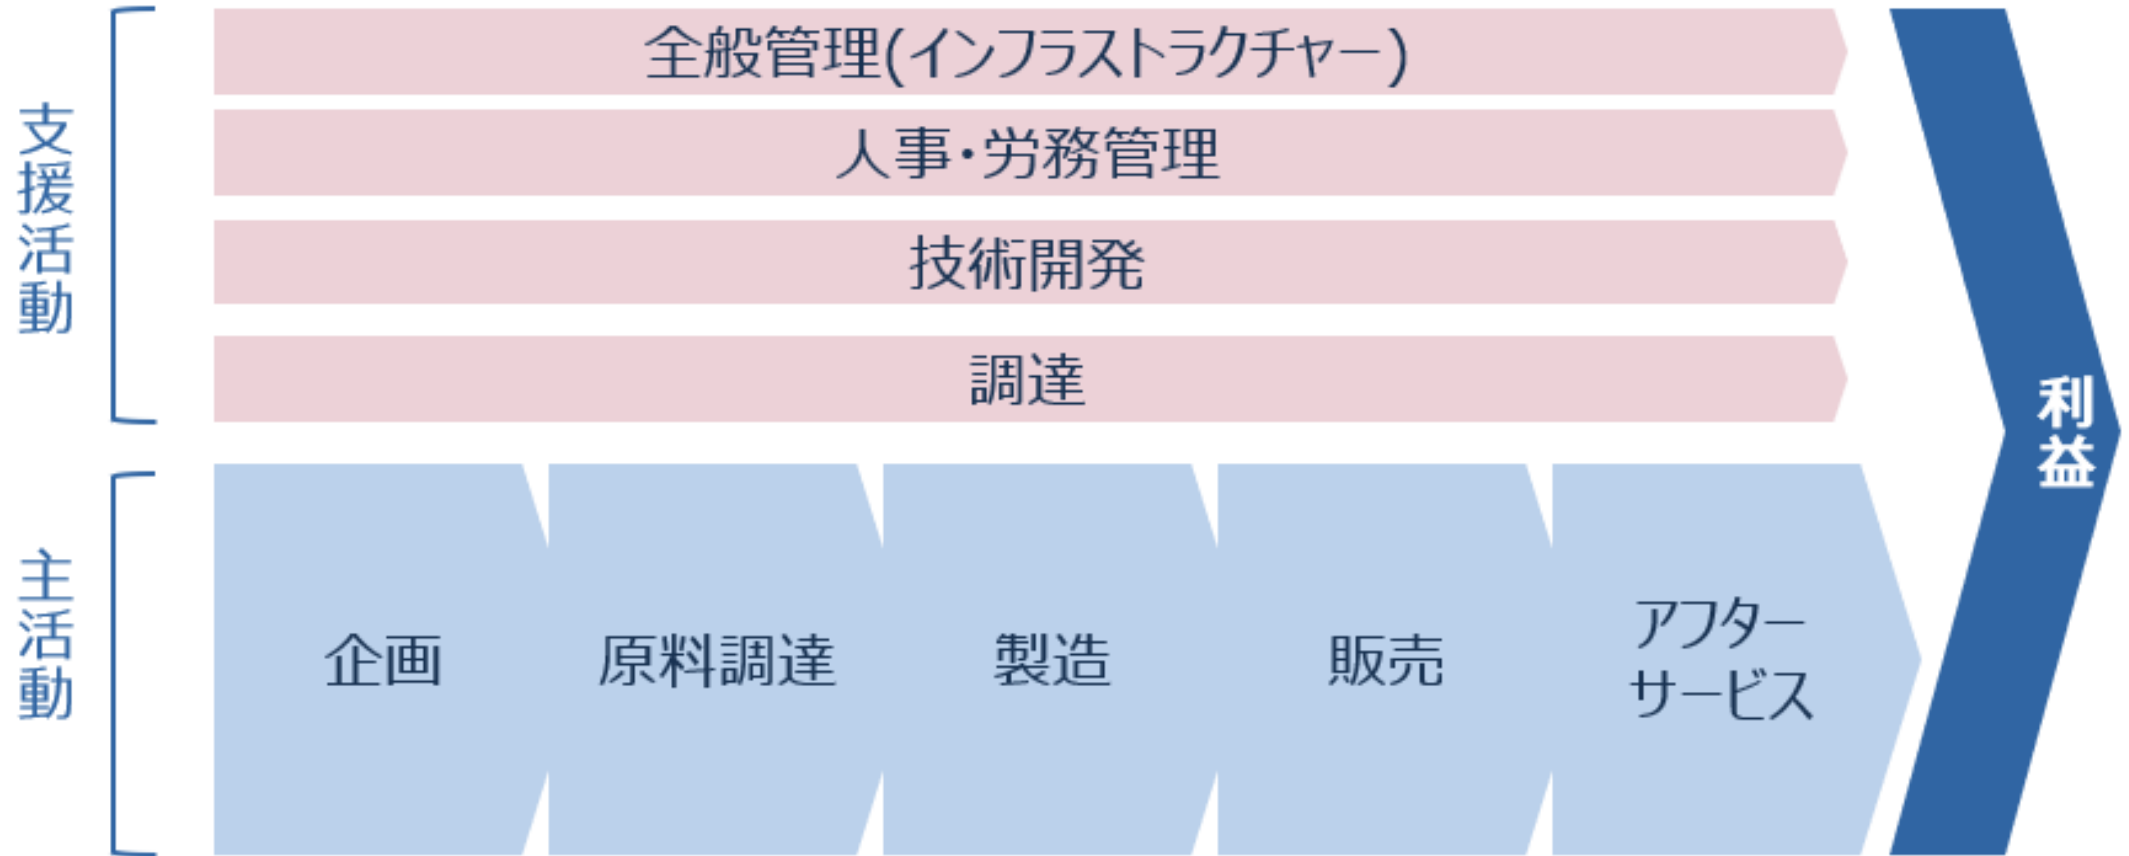 支援活動
全般管理(インフラストラクチャー)
人事・労務管理
技術開発
調達
主活動
企画
原料調達
製造
販売
アフター
サービス
利益